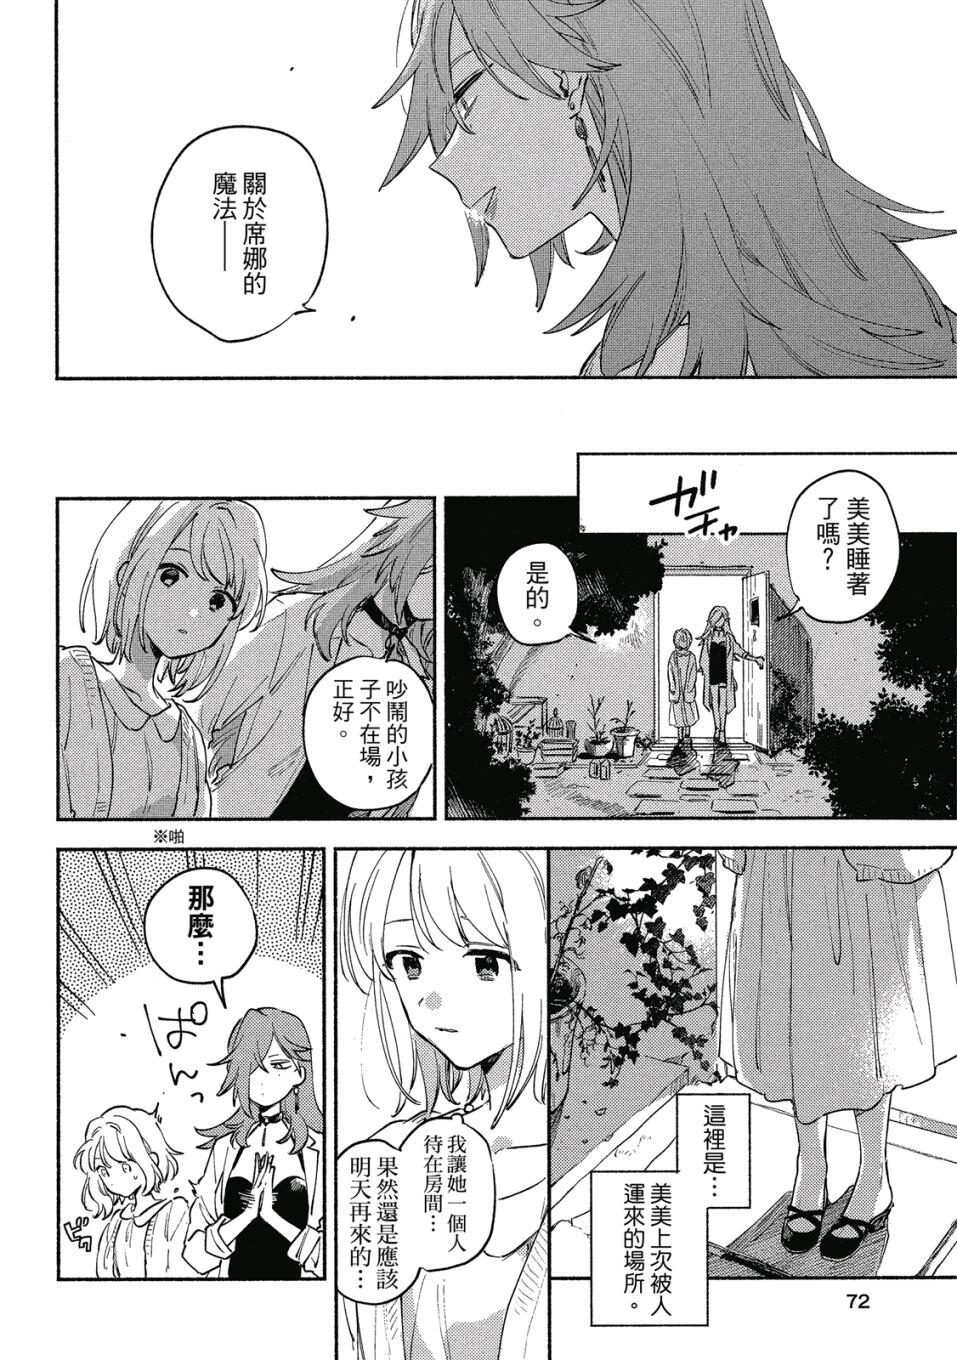 關於席娜的
魔法——
美美睡著
了嗎?
ガチャ
是的。
吵鬧的小孩
子不在場，
正好。
這裡是…
美美上次被人
運來的場所。
我讓她一個人
待在房間…
果然還是應該
明天再來的…
※啪
那麼…
ぱんっ
ビクッ
72